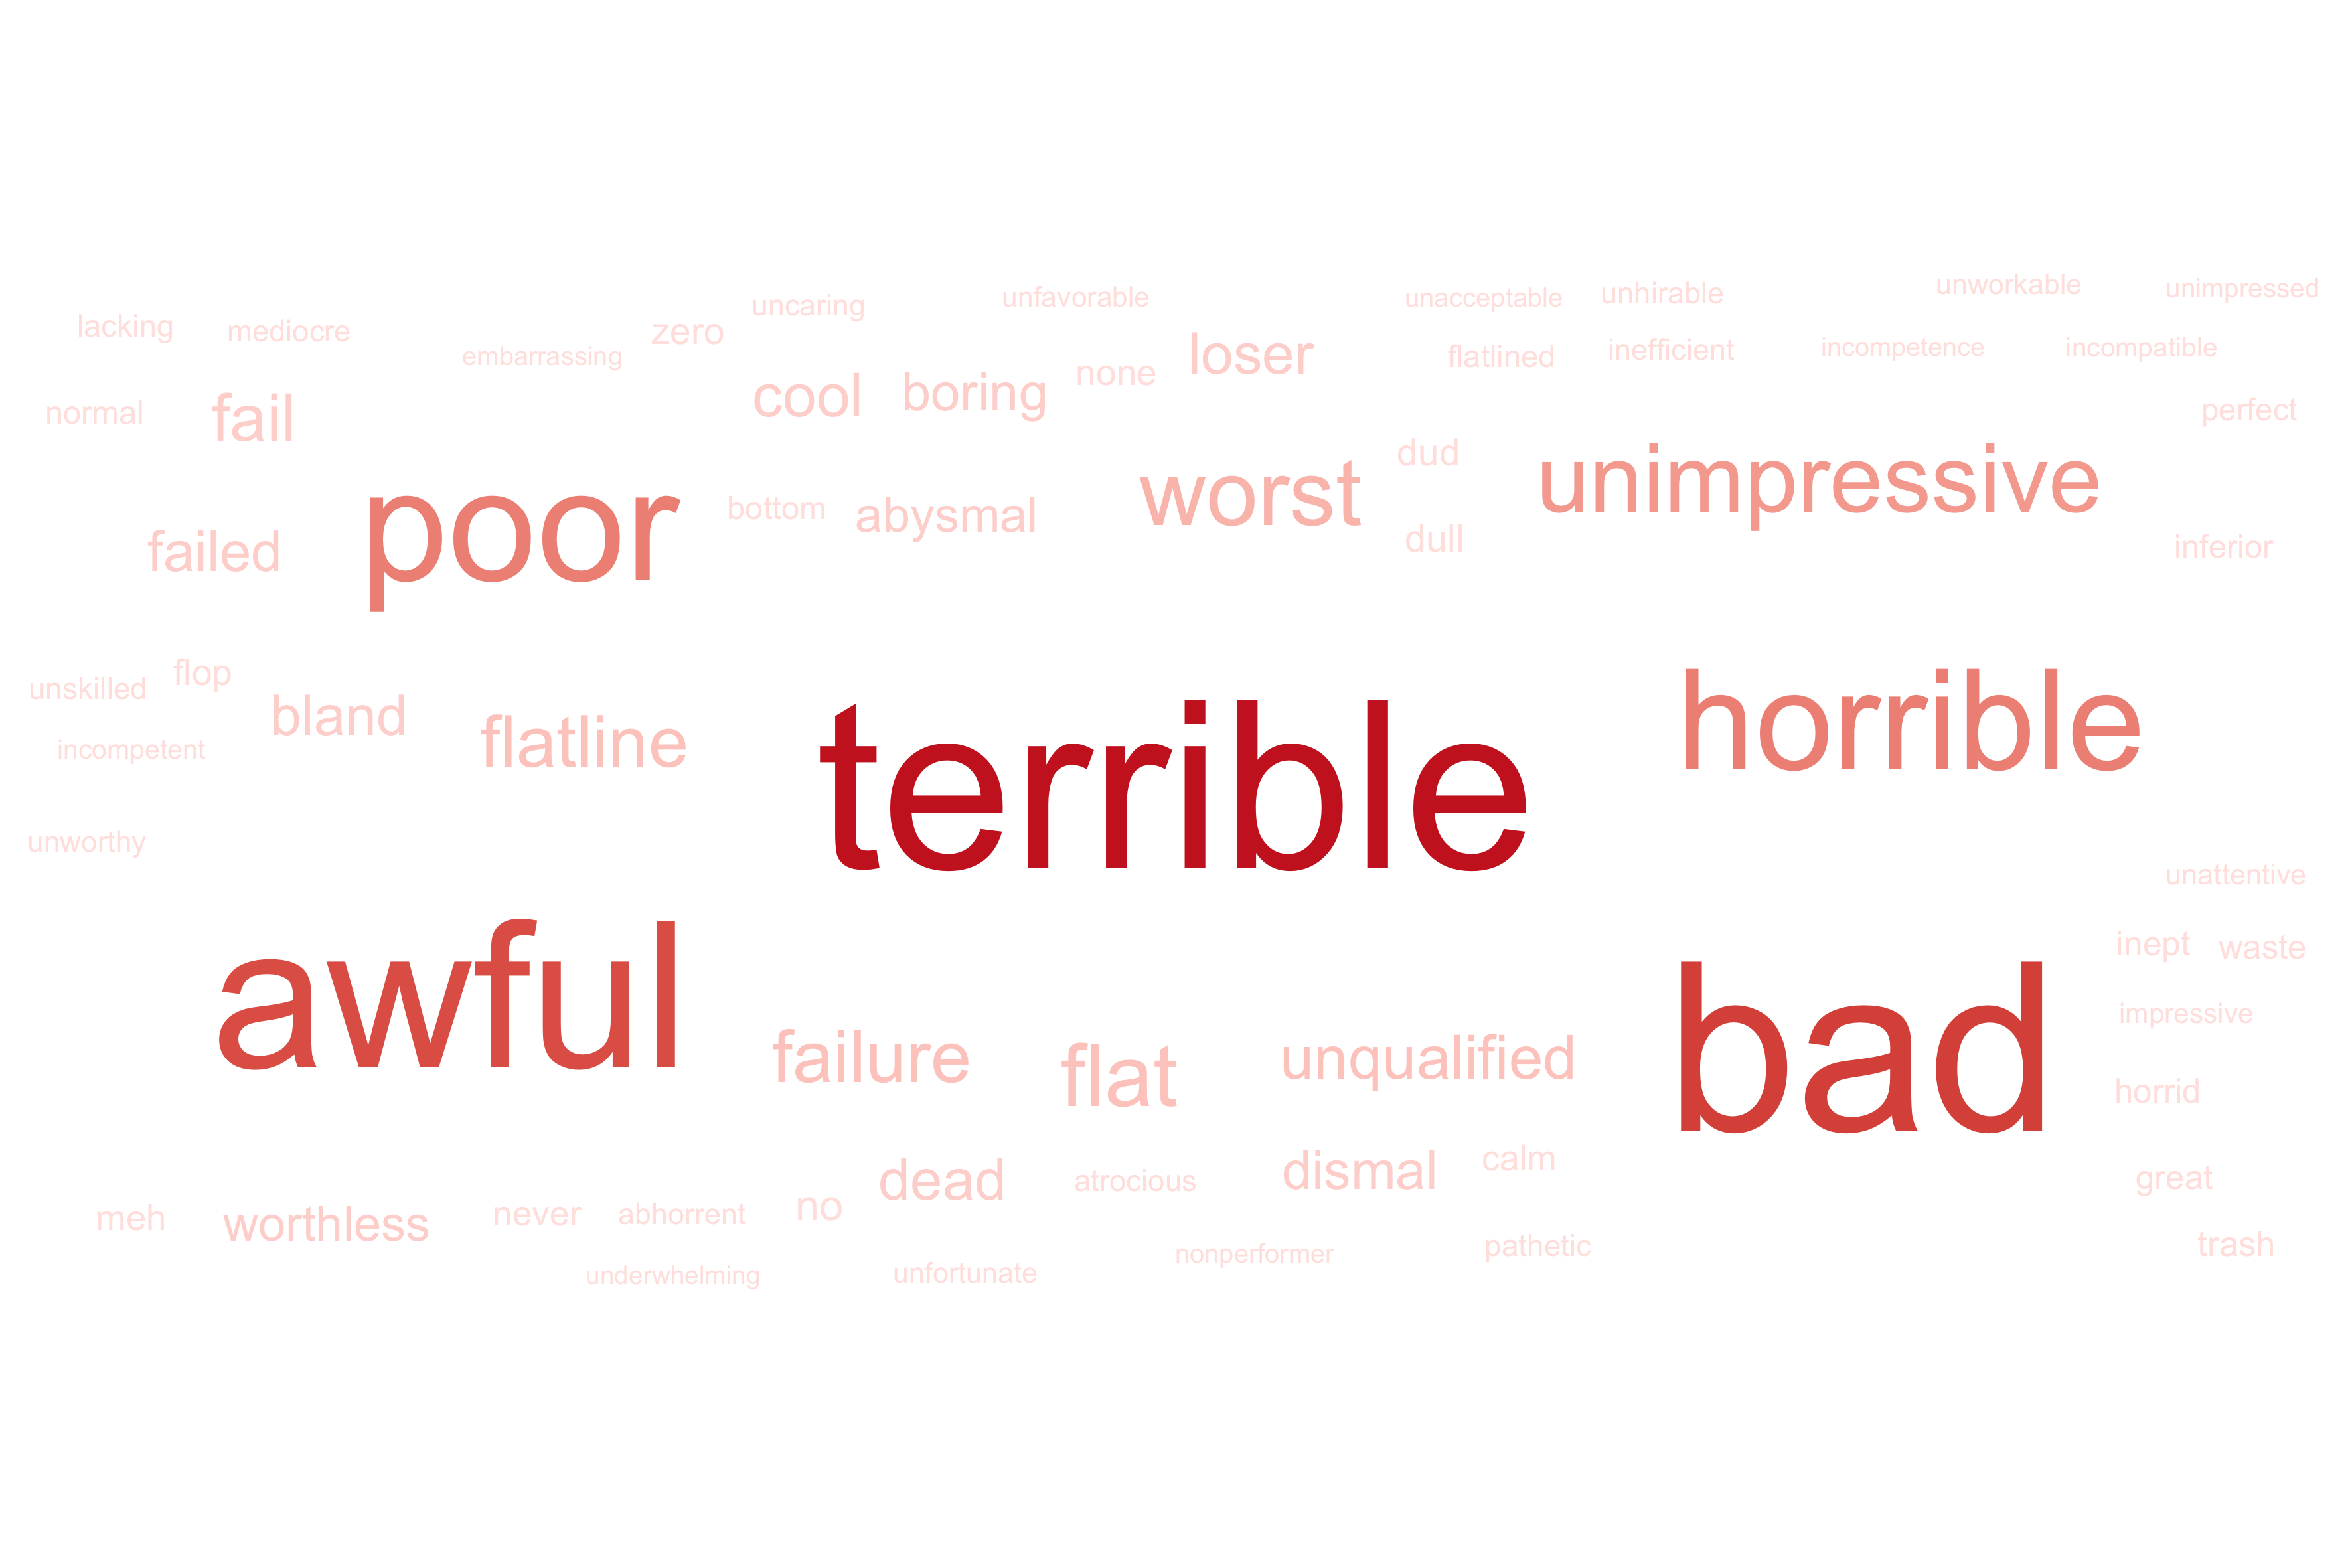 unworkable
unimpressed
unhirable
unfavorable
unacceptable
uncaring
lacking
mediocre
zero
embarrassing
loser
flatlined
inefficient
incompetence
incompatible
none
cool
boring
normal
fail
perfect
dud
worst
unimpressive
poor
bottom
abysmal
dull
failed
inferior
flop
unskilled
bland
flatline
horrible
incompetent
terrible
unworthy
unattentive
inept
waste
awful
impressive
bad
failure
flat
unqualified
horrid
calm
dead
atrocious
dismal
great
meh
worthless
never
abhorrent
no
pathetic
trash
nonperformer
underwhelming
unfortunate